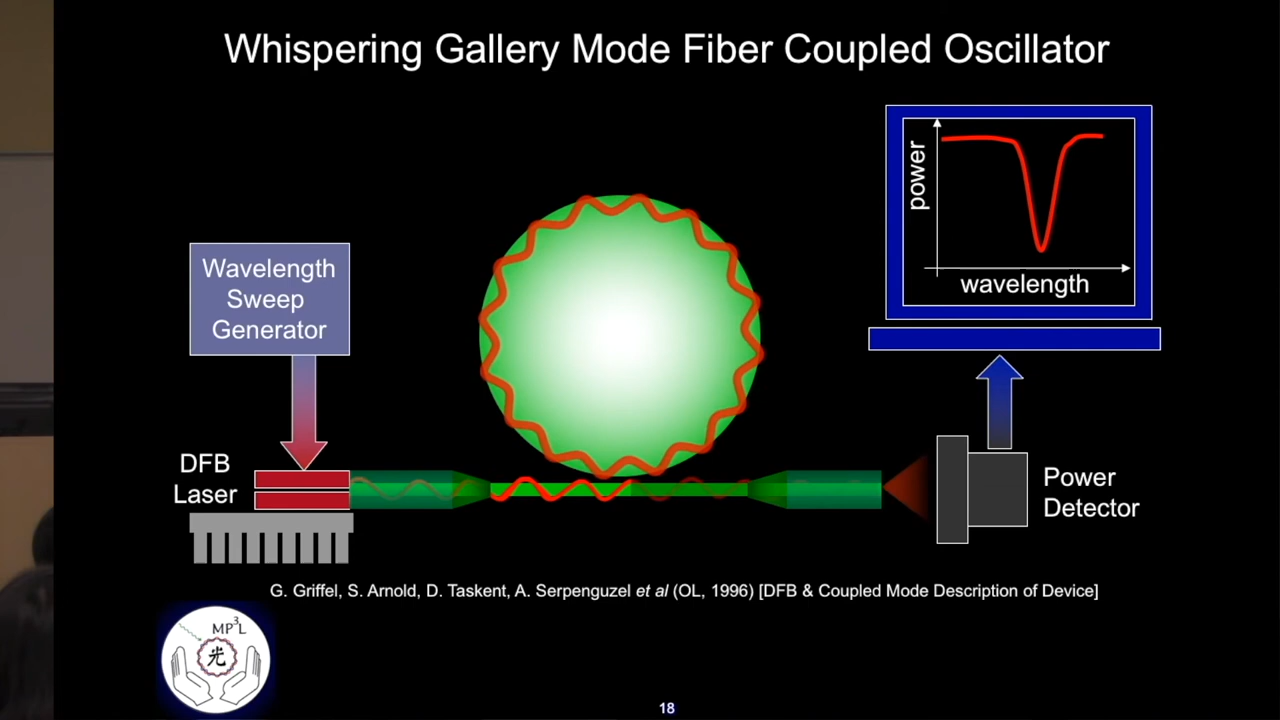 Whispering Gallery Mode Fiber Coupled Oscillator
power
wavelength
Wavelength
Sweep
Generator
DFB
Laser
Power
Detector
G. Griffel, S. Arnold, D. Taskent, A. Serpenguzel et al (OL, 1996) [DFB & Coupled Mode Description of Device]
MP³L
光
18